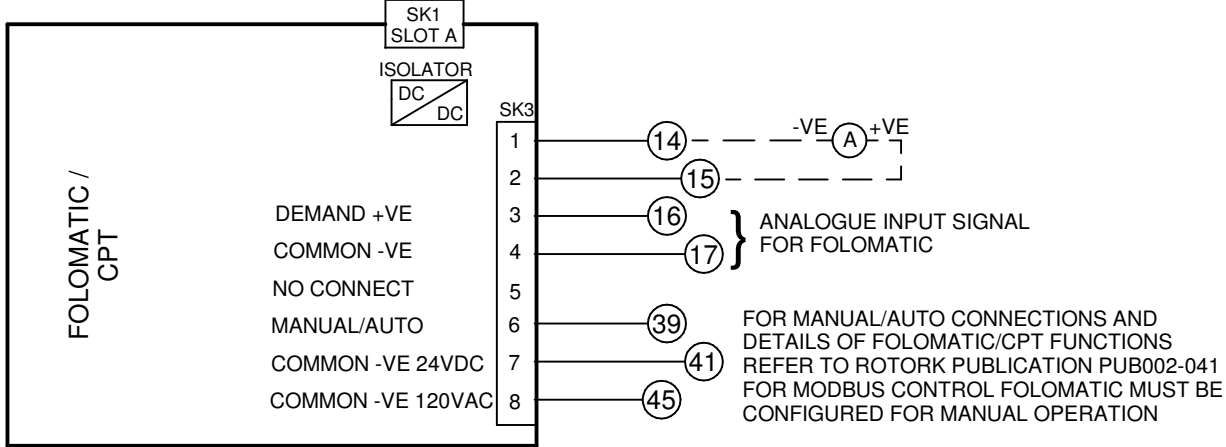 SK1
SLOT A
ISOLATOR
DC
DC
SK3
FOLOMATIC /
CPT
1
14
-VE
A
+VE
2
15
DEMAND +VE
3
16
COMMON -VE
4
17
} ANALOGUE INPUT SIGNAL
FOR FOLOMATIC
NO CONNECT
5
MANUAL/AUTO
6
39
COMMON -VE 24VDC
7
41
COMMON -VE 120VAC
8
45
FOR MANUAL/AUTO CONNECTIONS AND
DETAILS OF FOLOMATIC/CPT FUNCTIONS
REFER TO ROTORK PUBLICATION PUB002-041
FOR MODBUS CONTROL FOLOMATIC MUST BE
CONFIGURED FOR MANUAL OPERATION